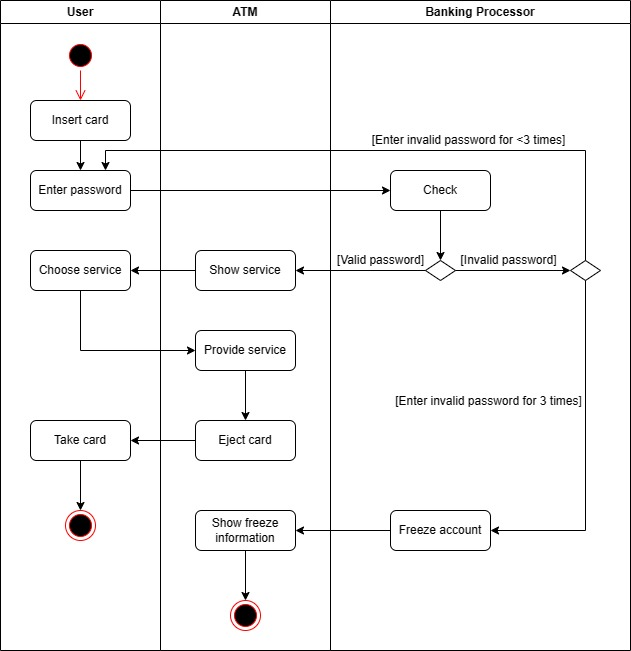 User
ATM
Banking Processor
Insert card
[Enter invalid password for <3 times]
Enter password
Check
[Valid password]
[Invalid password]
Choose service
Show service
Provide service
[Enter invalid password for 3 times]
Take card
Eject card
Show freeze
information
Freeze account